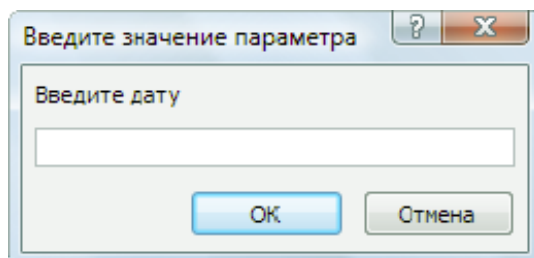 Введите значение параметра
Введите дату
ОК Отмена